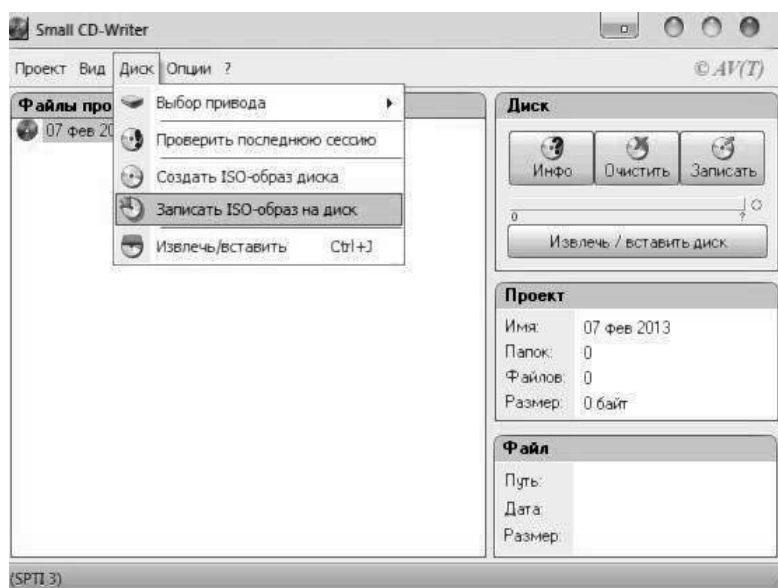 Small CD-Writer
Проект Вид Диск Опции ?
© AV(T)
Файлы про
07 фев 20
Выбор привода
Проверить последнюю сессию
Создать ISO-образ диска
Записать ISO-образ на диск
Извлечь/вставить Ctrl+J
Диск
Инфо Очистить Записать
0 ?
Извлечь / вставить диск
Проект
Имя: 07 фев 2013
Папок: 0
Файлов: 0
Размер: 0 байт
Файл
Путь:
Дата:
Размер:
(SPTI 3)